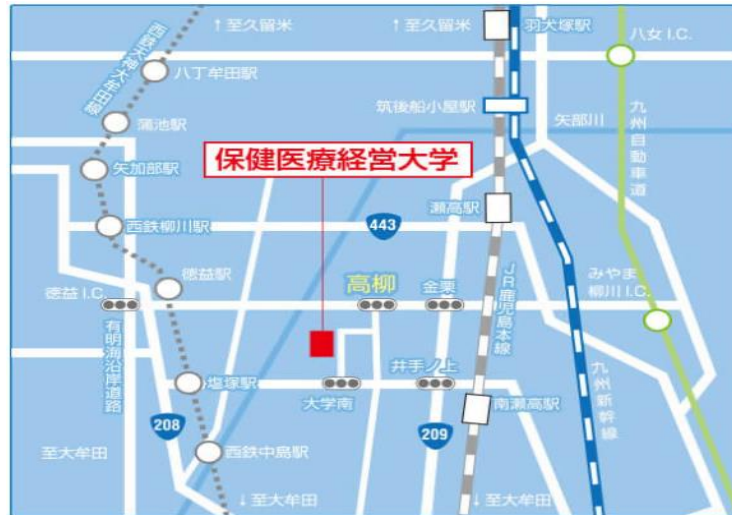 ↑至久留米
↑至久留米
羽犬塚駅
西鉄天神大牟田線
八丁牟田駅
八女 I.C.
筑後船小屋駅
蒲池駅
矢部川
九州自動車道
保健医療経営大学
矢加部駅
瀬高駅
西鉄柳川駅
443
徳益駅
高柳
金栗
みやま
柳川 I.C.
徳益 I.C.
JR鹿児島本線
有明海沿岸道路
井手ノ上
塩塚駅
大学南
南瀬高駅
九州新幹線
208
209
至大牟田
西鉄中島駅
↓至大牟田
↓至大牟田